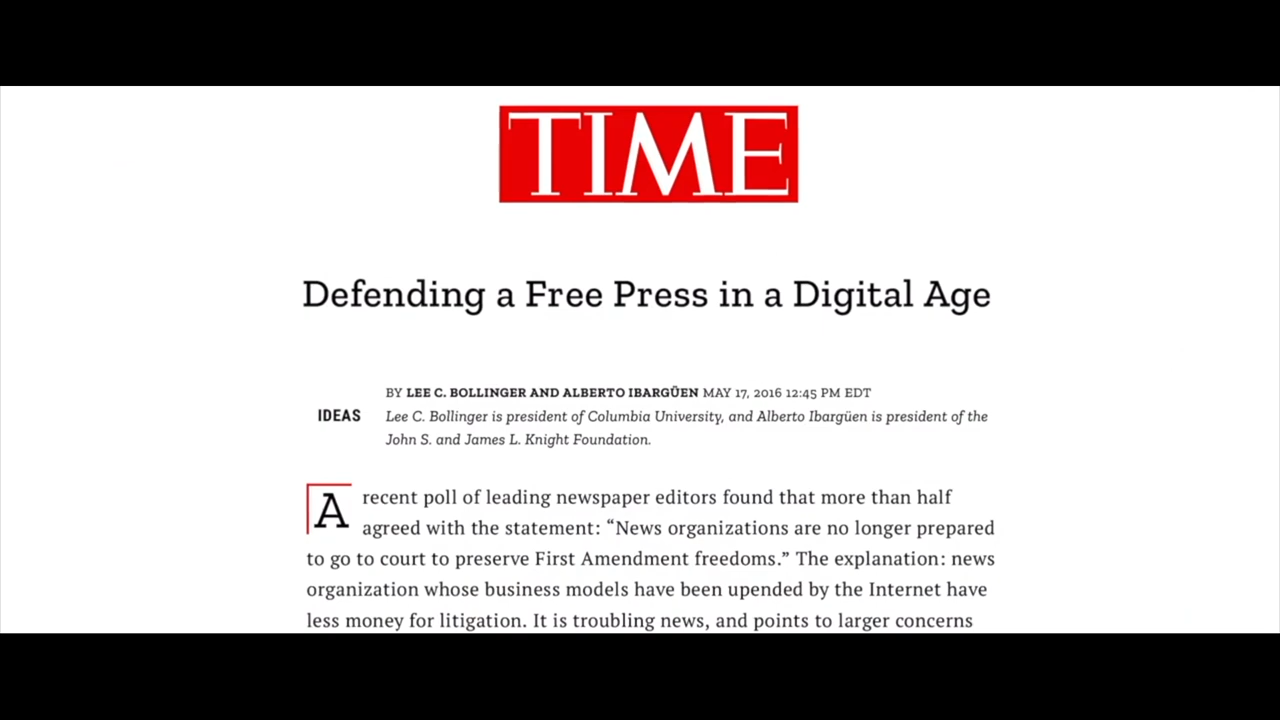 TIME
Defending a Free Press in a Digital Age
BY LEE C. BOLLINGER AND ALBERTO IBARGÜEN MAY 17, 2016 12:45 PM EDT
IDEAS
Lee C. Bollinger is president of Columbia University, and Alberto Ibargüen is president of the
John S. and James L. Knight Foundation.
A recent poll of leading newspaper editors found that more than half
agreed with the statement: “News organizations are no longer prepared
to go to court to preserve First Amendment freedoms.” The explanation: news
organization whose business models have been upended by the Internet have
less money for litigation. It is troubling news, and points to larger concerns